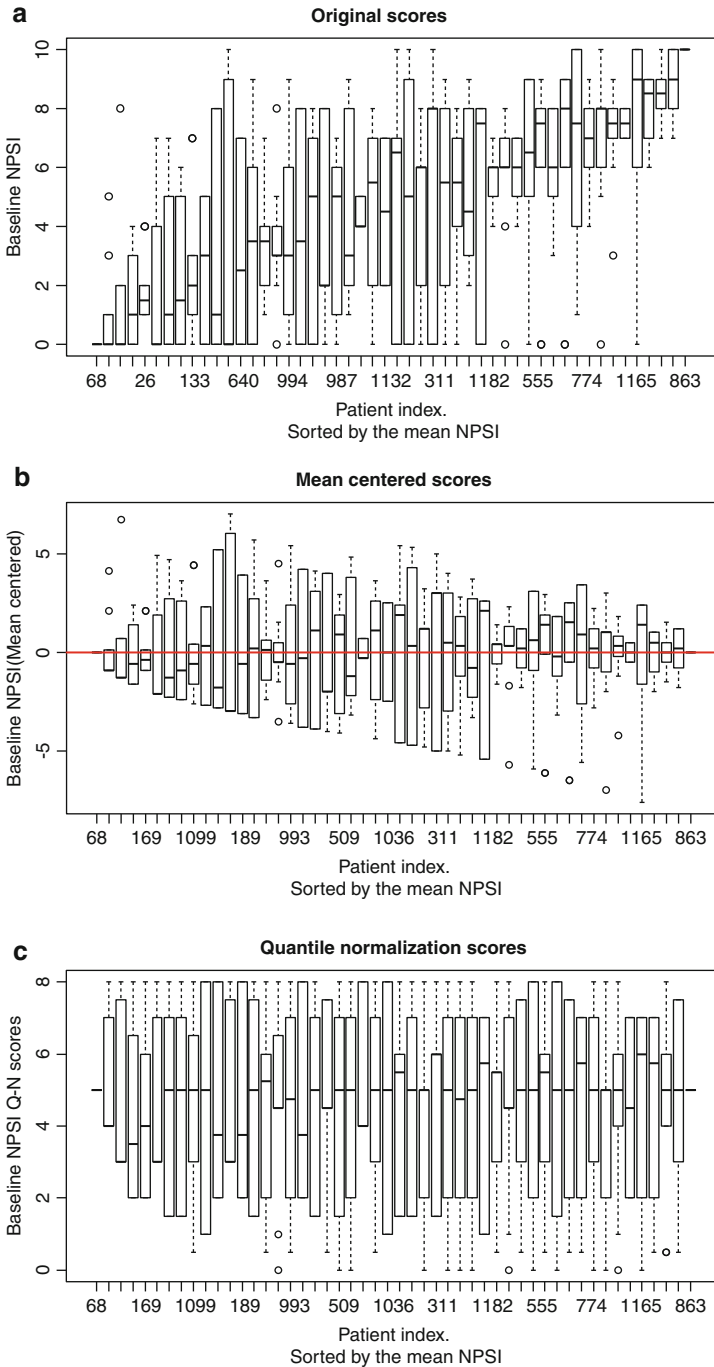 a
Original scores
Baseline NPSI
10
8
6
4
2
0
68 26 133 640 994 987 1132 311 1182 555 774 1165 863
Patient index.
Sorted by the mean NPSI
b
Mean centered scores
Baseline NPSI(Mean centered)
5
0
-5
68 169 1099 189 993 509 1036 311 1182 555 774 1165 863
Patient index.
Sorted by the mean NPSI
c
Quantile normalization scores
Baseline NPSI Q-N scores
8
6
4
2
0
68 169 1099 189 993 509 1036 311 1182 555 774 1165 863
Patient index.
Sorted by the mean NPSI